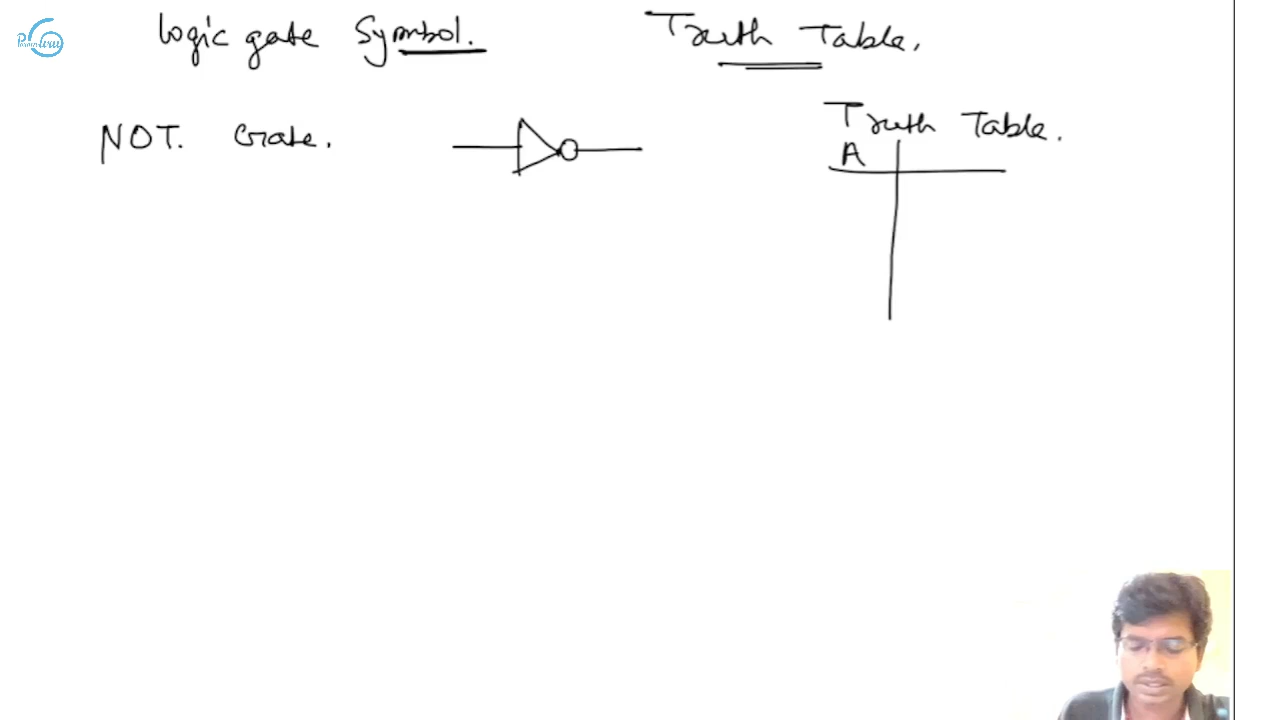 Logic gate Symbol.
Truth Table.
NOT. Gate.
Truth Table.
A